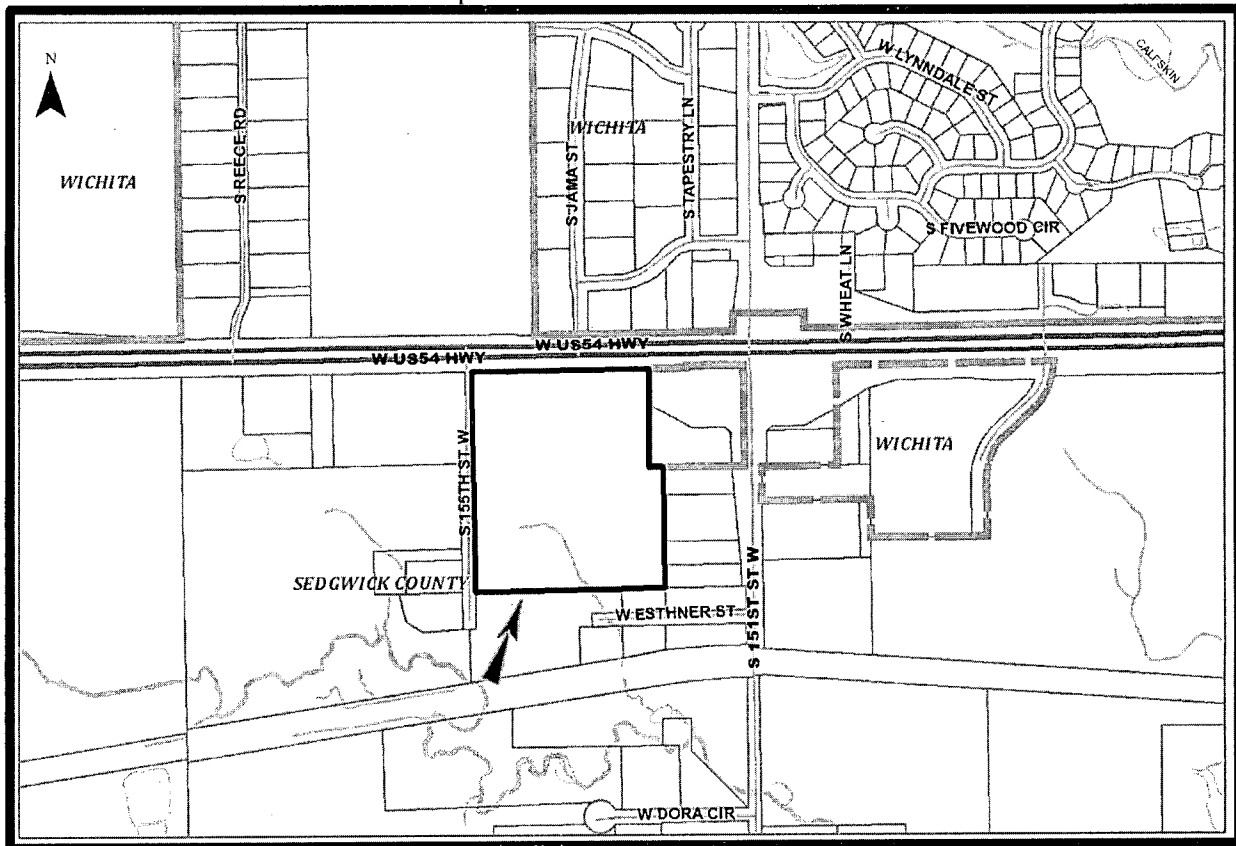 N
WICHITA
S REECE RD
S JAMA ST
WICHITA
S TAPESTRY LN
W LYNNDALE ST
CALFSKIN
S FIVEWOOD CIR
S WHEAT LN
W US54 HWY
W US54 HWY
S 155TH ST W
WICHITA
SEDGWICK COUNTY
W ESTHNER ST
S 151ST ST W
W DORA CIR